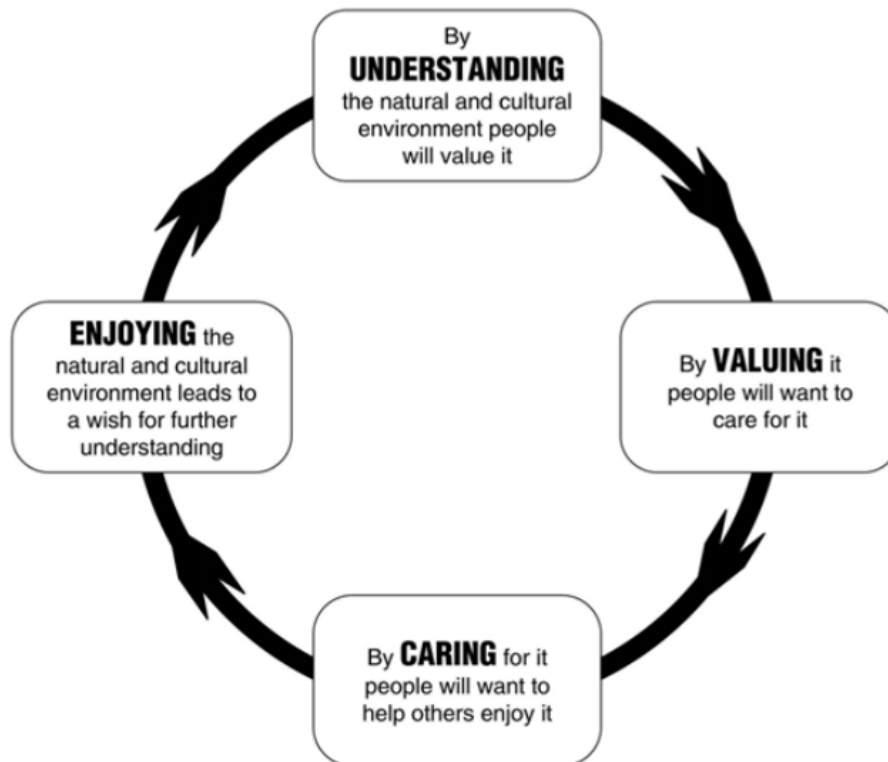 By
UNDERSTANDING
the natural and cultural
environment people
will value it
By VALUING it
people will want to
care for it
By CARING for it
people will want to
help others enjoy it
ENJOYING the
natural and cultural
environment leads to
a wish for further
understanding